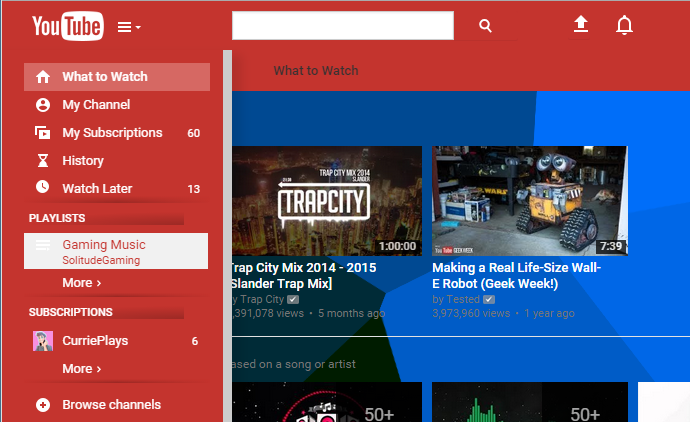 YouTube
What to Watch
What to Watch
My Channel
My Subscriptions 60
History
Watch Later 13
PLAYLISTS
Gaming Music
SolitudeGaming
More ›
SUBSCRIPTIONS
CurriePlays 6
More ›
Browse channels
TRAP CITY MIX 2014
SLANDER
TRAPCITY
1:00:00
Trap City Mix 2014 - 2015
[Slander Trap Mix]
by Trap City
,391,078 views • 5 months ago
WAR
YouTube GEEK WEEK
7:39
Making a Real Life-Size Wall-
E Robot (Geek Week!)
by Tested
3,973,960 views • 1 year ago
ased on a song or artist
50+
50+